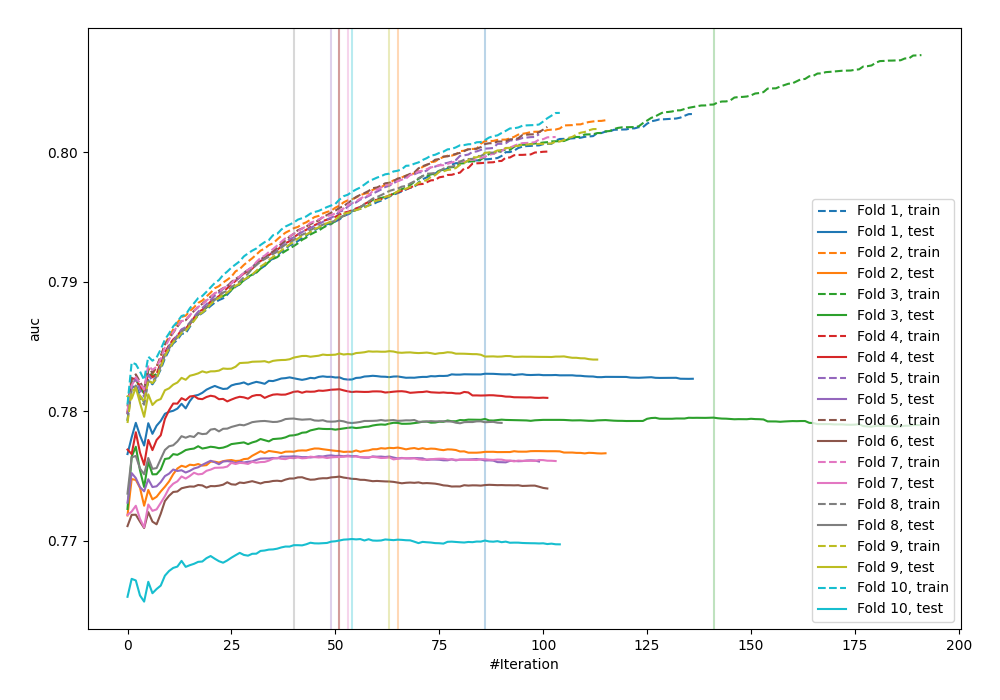 0.80
0.79
0.78
0.77
auc
0
25
50
75
100
125
150
175
200
#Iteration
Fold 1, train
Fold 1, test
Fold 2, train
Fold 2, test
Fold 3, train
Fold 3, test
Fold 4, train
Fold 4, test
Fold 5, train
Fold 5, test
Fold 6, train
Fold 6, test
Fold 7, train
Fold 7, test
Fold 8, train
Fold 8, test
Fold 9, train
Fold 9, test
Fold 10, train
Fold 10, test